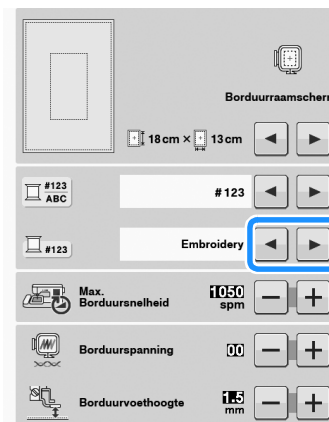 Borduurraamscherm
18 cm × 13 cm
#123
ABC
#123
#123
Embroidery
Max.
Borduursnelheid
1050
spm
Borduurspanning
00
Borduurvoethoogte
1.5
mm